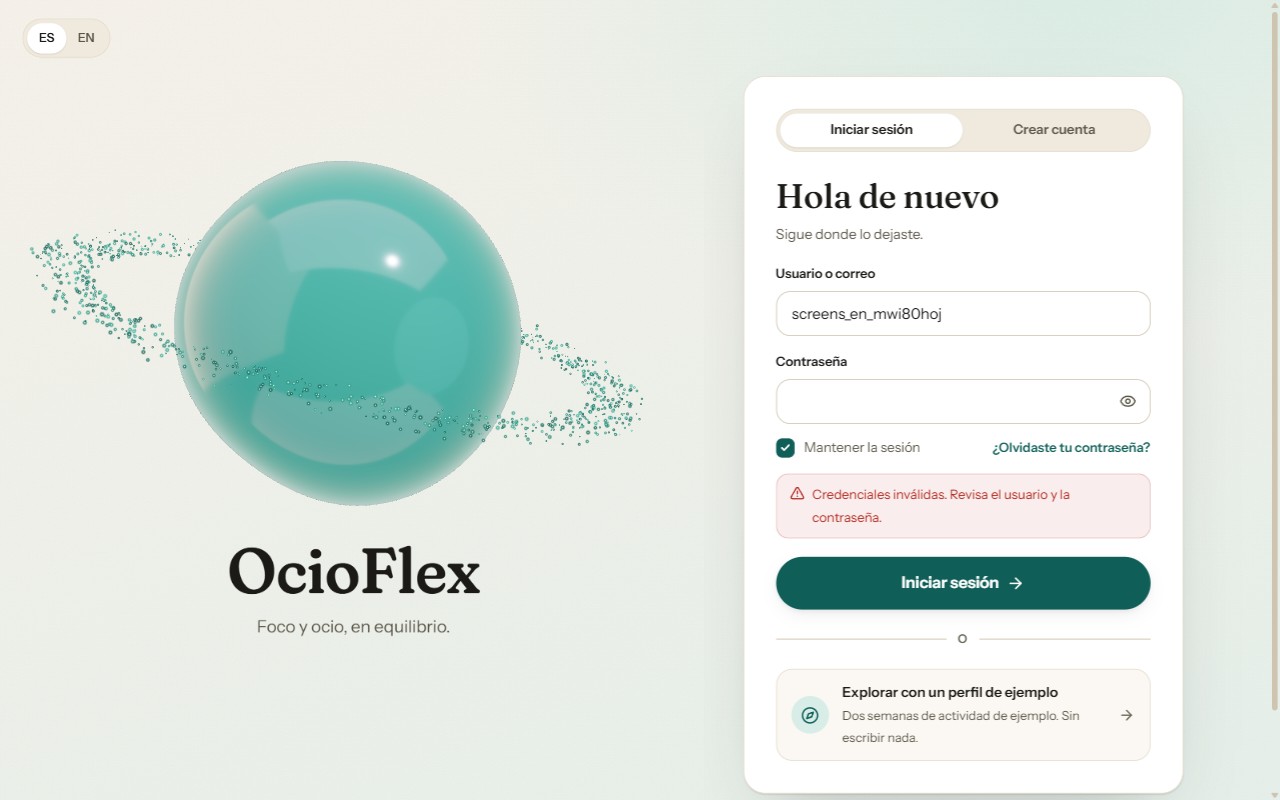 ES EN
Iniciar sesión Crear cuenta
Hola de nuevo
Sigue donde lo dejaste.
Usuario o correo
screens_en_mwi80hoj
Contraseña
Mantener la sesión ¿Olvidaste tu contraseña?
Credenciales inválidas. Revisa el usuario y la
contraseña.
Iniciar sesión
O
Explorar con un perfil de ejemplo
Dos semanas de actividad de ejemplo. Sin
escribir nada.
OcioFlex
Foco y ocio, en equilibrio.